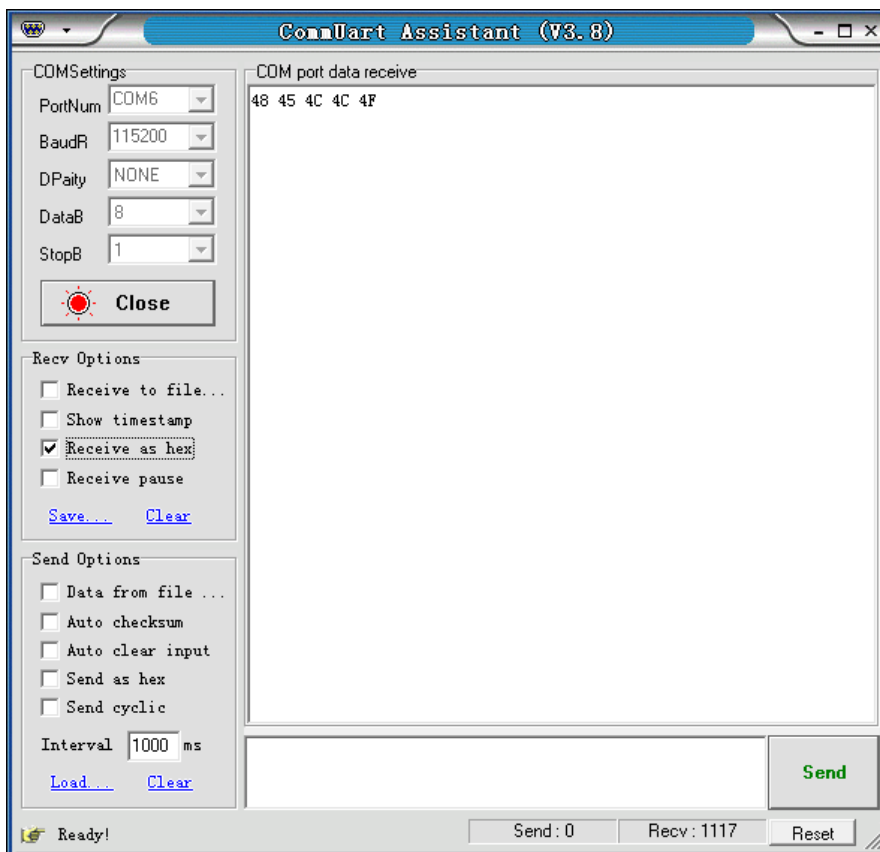 CommUart Assistant (V3.8)
COMSettings
PortNum COM6
BaudR 115200
DPaity NONE
DataB 8
StopB 1
Close
Recv Options
Receive to file...
Show timestamp
Receive as hex
Receive pause
Save... Clear
Send Options
Data from file ...
Auto checksum
Auto clear input
Send as hex
Send cyclic
Interval 1000 ms
Load... Clear
COM port data receive
48 45 4C 4C 4F
Send
Ready!
Send : 0
Recv : 1117
Reset